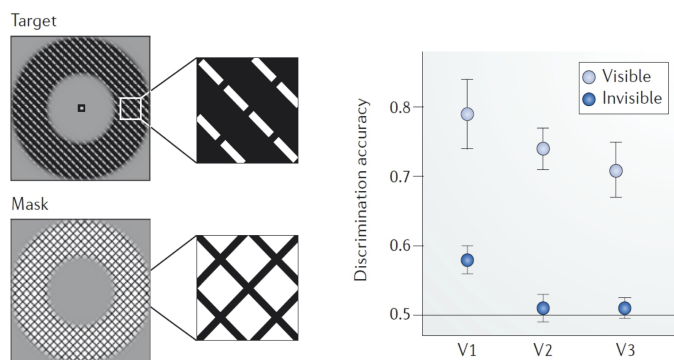 Target
Mask
Discrimination accuracy
0.8
0.7
0.6
0.5
Visible
Invisible
V1
V2
V3